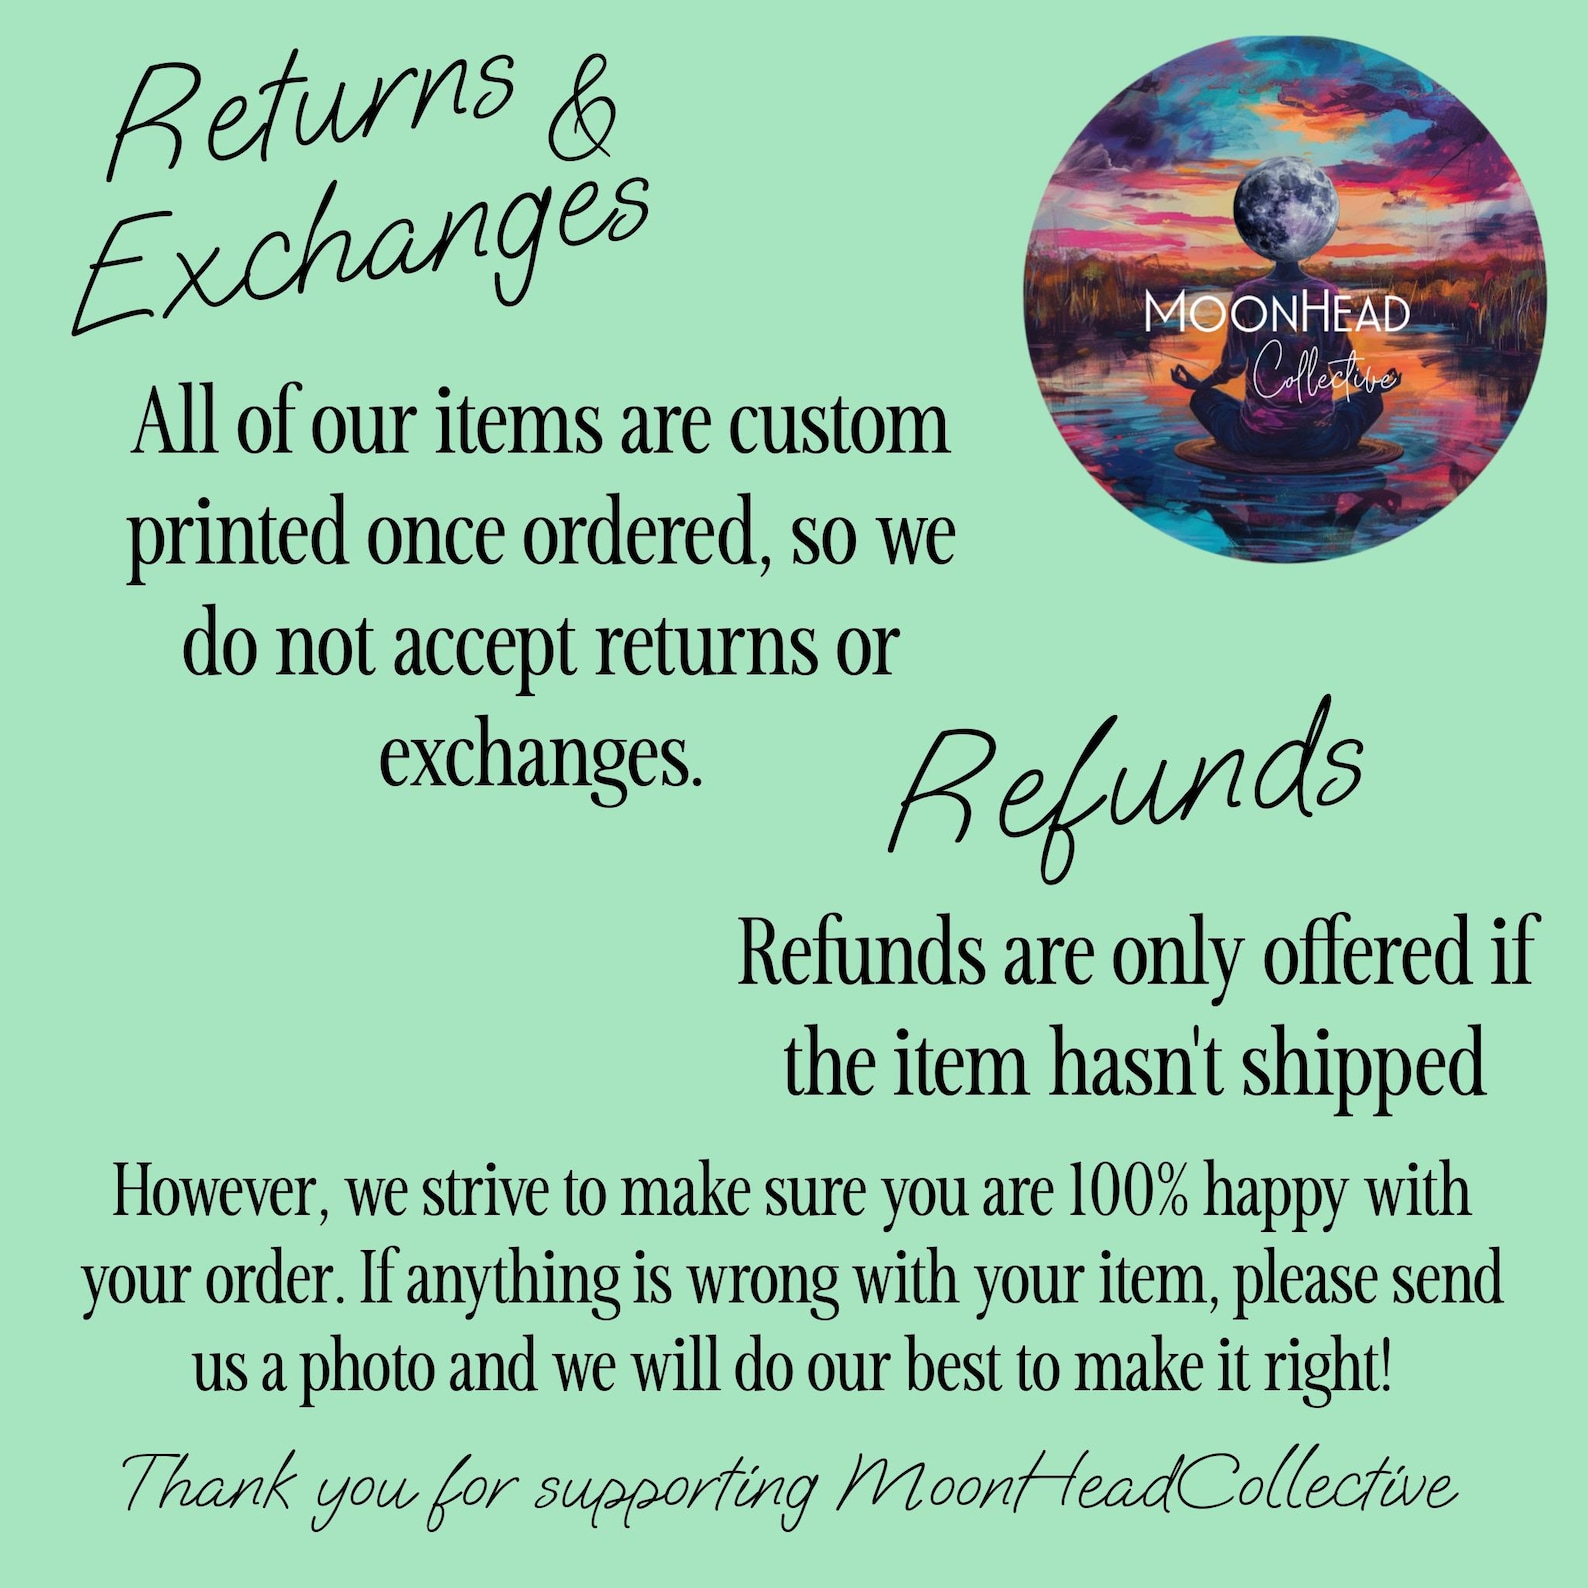 Returns &
Exchanges
MOONHEAD
Collective
All of our items are custom
printed once ordered, so we
do not accept returns or
exchanges.
Refunds
Refunds are only offered if
the item hasn't shipped
However, we strive to make sure you are 100% happy with
your order. If anything is wrong with your item, please send
us a photo and we will do our best to make it right!
Thank you for supporting MoonHeadCollective